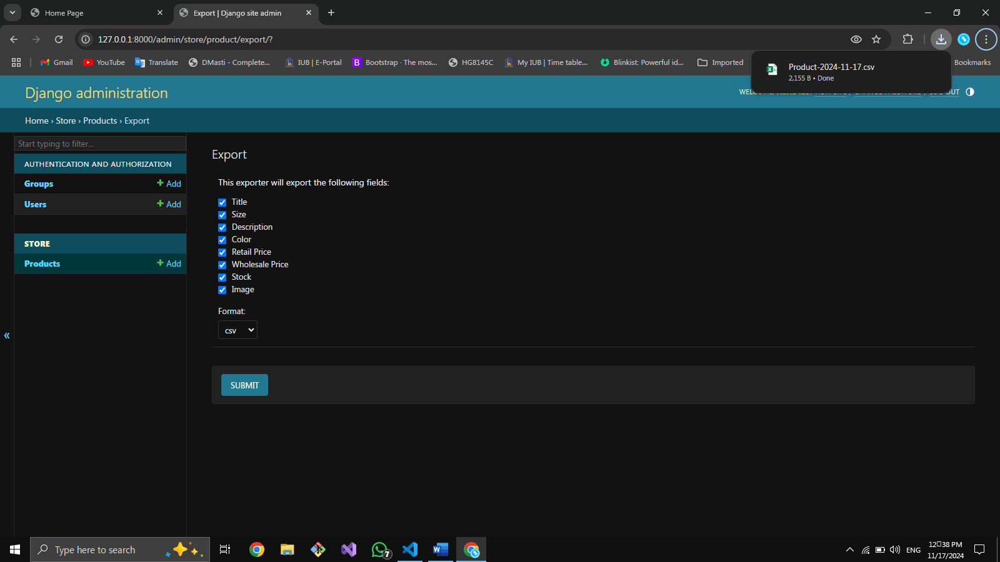 Home Page
Export | Django site admin
127.0.0.1:8000/admin/store/product/export/?
Gmail
YouTube
Translate
DMasti - Complete...
IUB | E-Portal
Bootstrap · The mos...
HG8145C
My IUB | Time table...
Blinkist: Powerful id...
Imported
Bookmarks
Product-2024-11-17.csv
2,155 B • Done
Django administration
Home › Store › Products › Export
Start typing to filter...
AUTHENTICATION AND AUTHORIZATION
Groups
Add
Users
Add
STORE
Products
Add
Export
This exporter will export the following fields:
Title
Size
Description
Color
Retail Price
Wholesale Price
Stock
Image
Format:
csv
SUBMIT
Type here to search
7
ENG
12:38 PM
11/17/2024